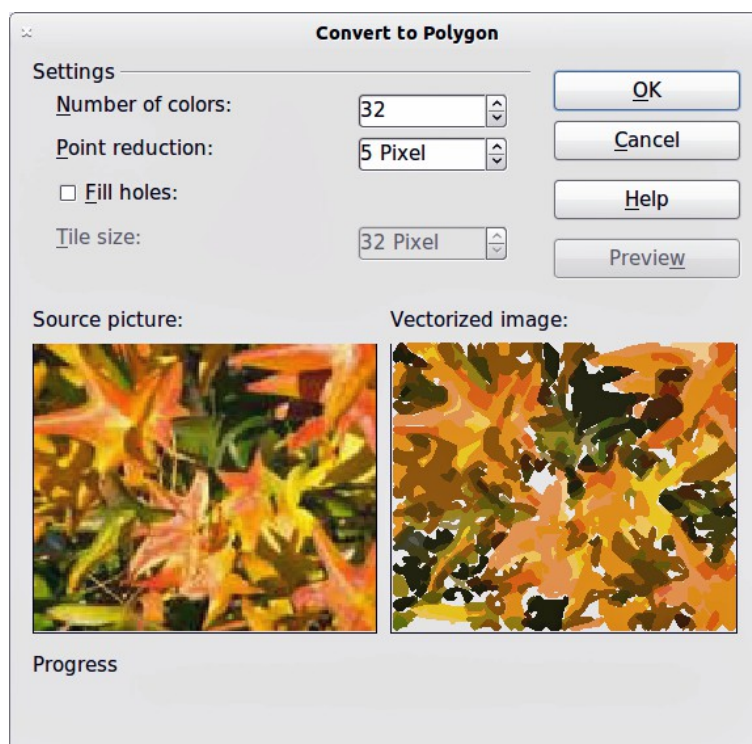 Convert to Polygon
Settings
Number of colors:
32
OK
Point reduction:
5 Pixel
Cancel
Fill holes:
Help
Tile size:
32 Pixel
Preview
Source picture:
Vectorized image:
Progress